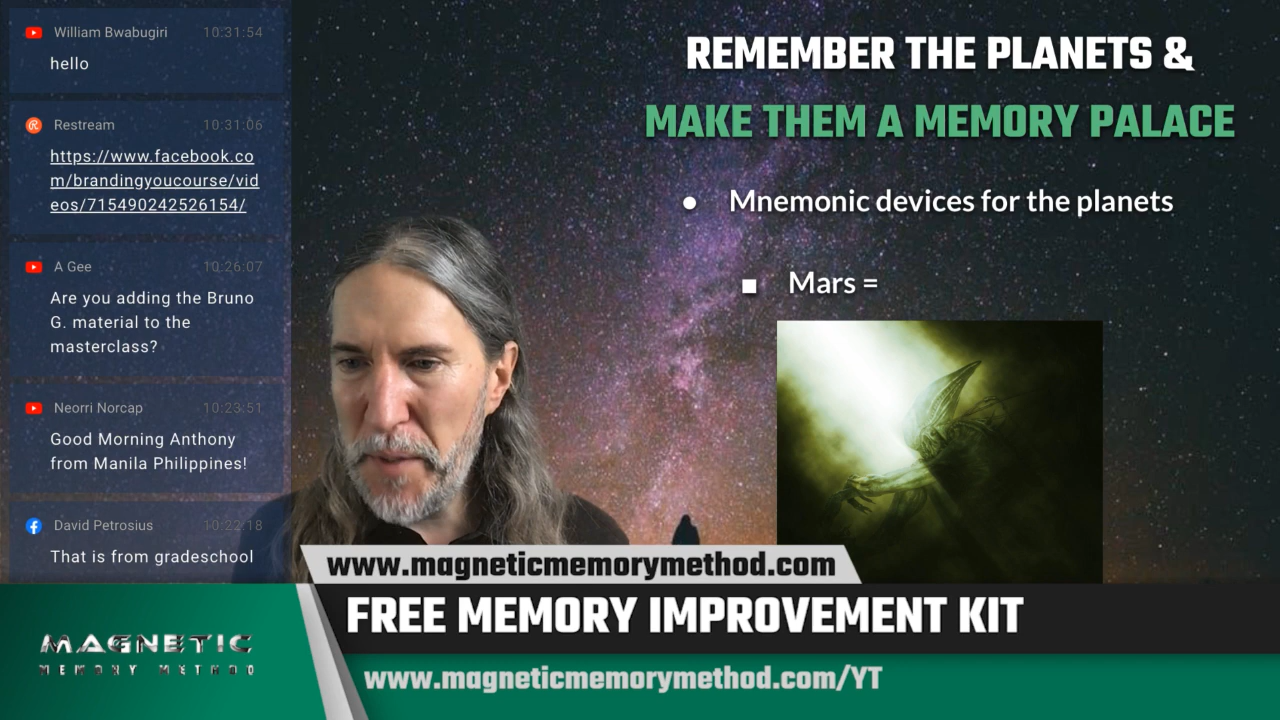 William Bwabugiri 10:31:54
hello
Restream 10:31:06
https://www.facebook.co
m/brandingyoucourse/vid
eos/715490242526154/
A Gee 10:26:07
Are you adding the Bruno
G. material to the
masterclass?
Neorri Norcap 10:23:51
Good Morning Anthony
from Manila Philippines!
David Petrosius 10:22:18
That is from gradeschool
REMEMBER THE PLANETS &
MAKE THEM A MEMORY PALACE
● Mnemonic devices for the planets
■ Mars =
www.magneticmemorymethod.com
FREE MEMORY IMPROVEMENT KIT
www.magneticmemorymethod.com/YT
MAGNETIC
MEMORY METHOD